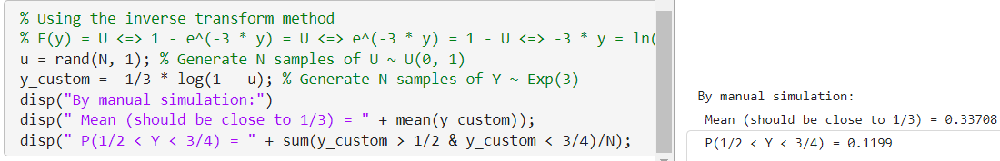 % Using the inverse transform method
% F(y) = U <=> 1 - e^(-3 * y) = U <=> e^(-3 * y) = 1 - U <=> -3 * y = ln(
u = rand(N, 1); % Generate N samples of U ~ U(0, 1)
y_custom = -1/3 * log(1 - u); % Generate N samples of Y ~ Exp(3)
disp("By manual simulation:")
disp(" Mean (should be close to 1/3) = " + mean(y_custom));
disp(" P(1/2 < Y < 3/4) = " + sum(y_custom > 1/2 & y_custom < 3/4)/N);
By manual simulation:
Mean (should be close to 1/3) = 0.33708
P(1/2 < Y < 3/4) = 0.1199